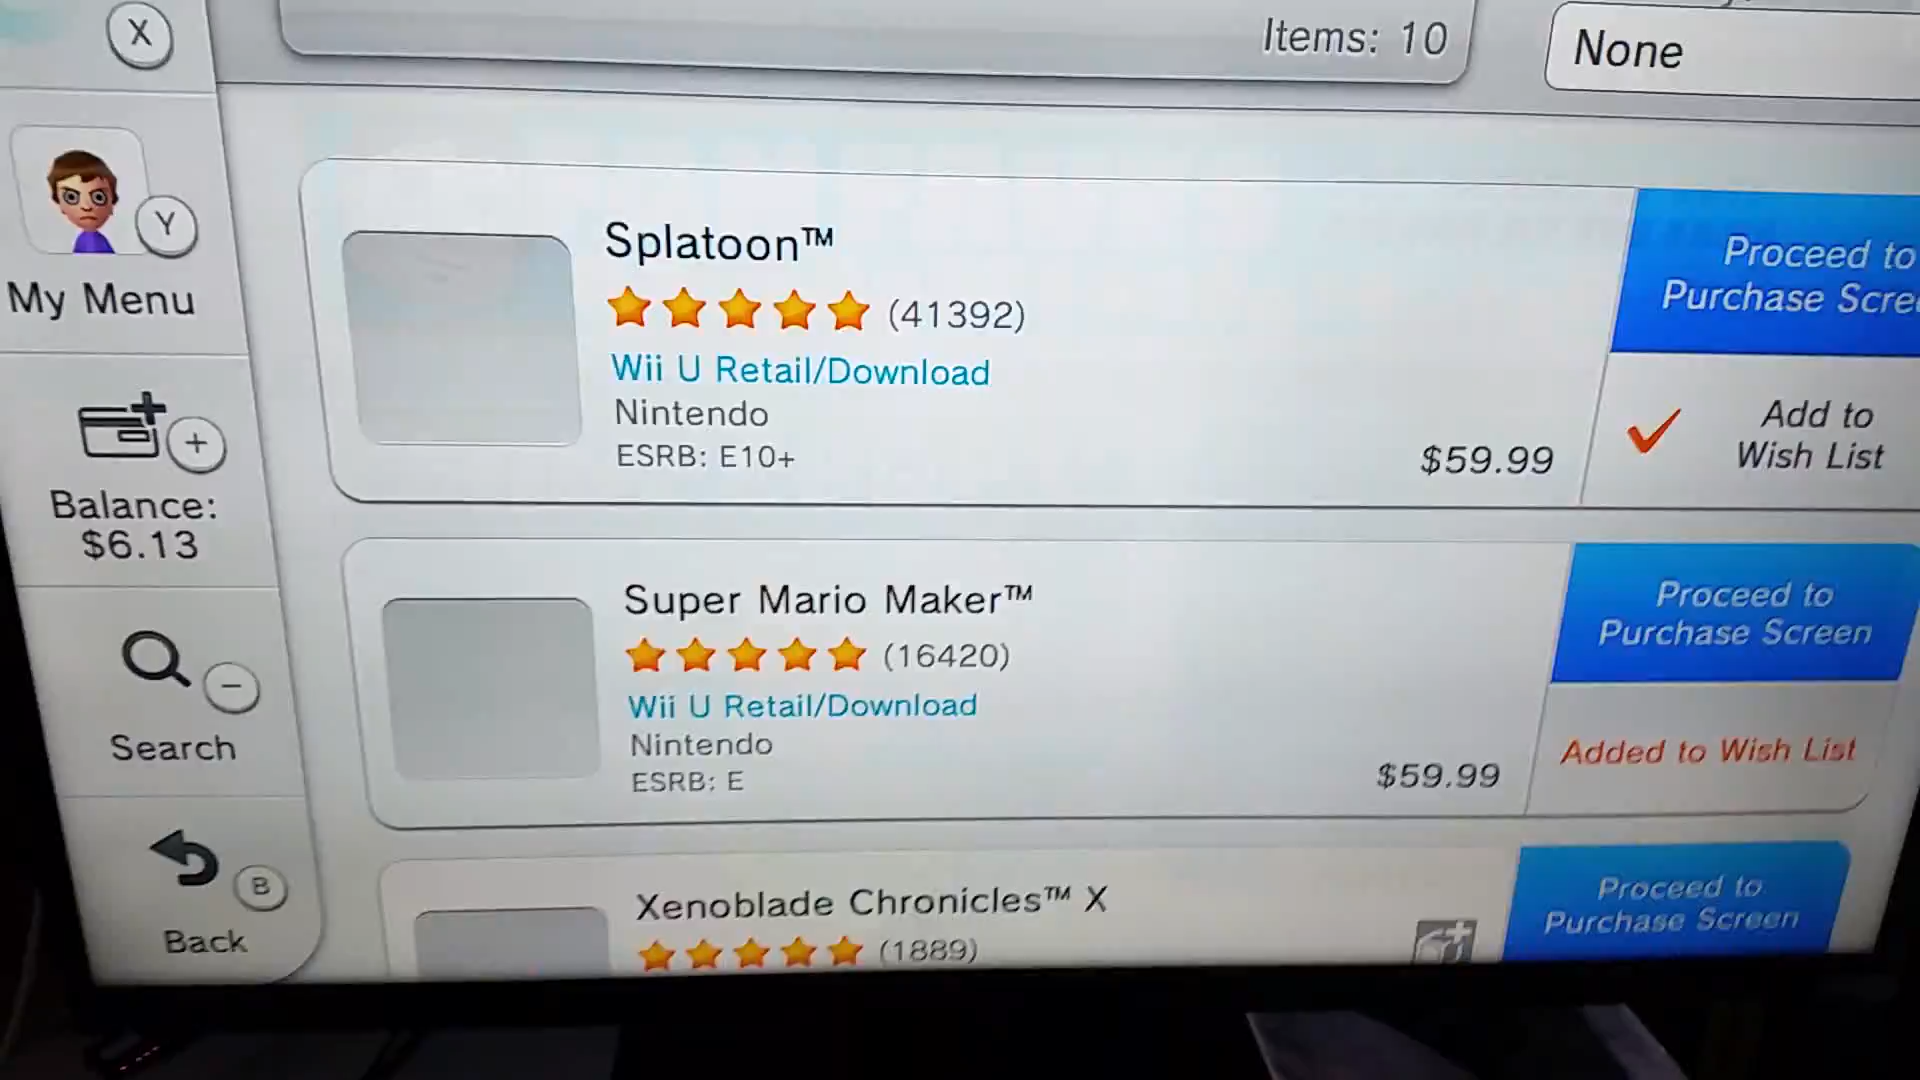 X
Items: 10
None
Y
My Menu
Splatoon™
(41392)
Wii U Retail/Download
Nintendo
ESRB: E10+
$59.99
Proceed to
Purchase
Add to
Wish List
+
Balance:
$6.13
Super Mario Maker™
(16420)
Wii U Retail/Download
Nintendo
ESRB: E
$59.99
Proceed to
Purchase Screen
Added to Wish List
−
Search
Xenoblade Chronicles™ X
(1889)
Proceed to
Purchase Screen
B
Back